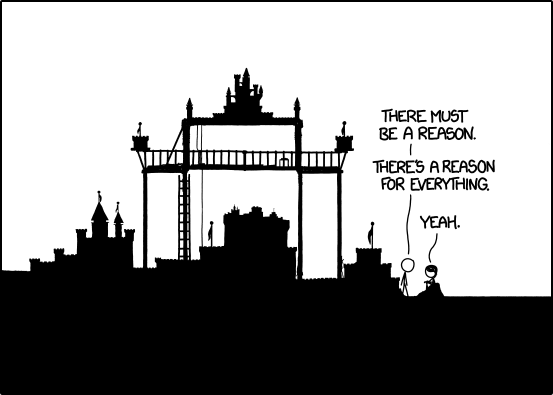 THERE MUST
BE A REASON.
THERE'S A REASON
FOR EVERYTHING.
YEAH.